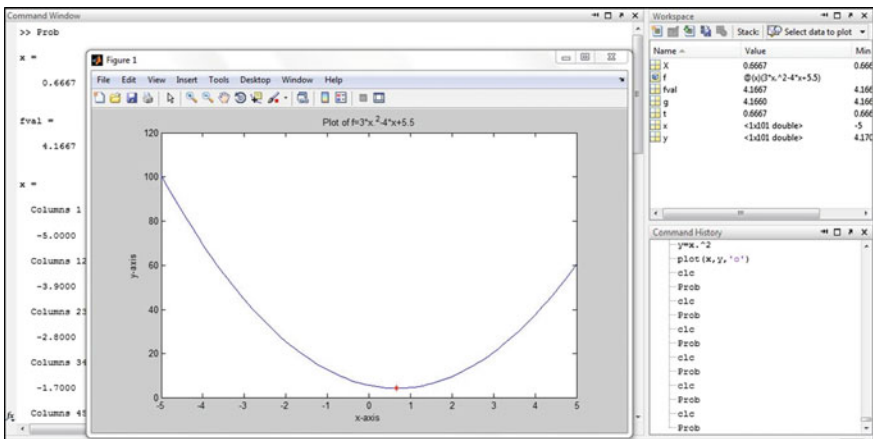 Command Window
>> Prob
x =
0.6667
fval =
4.1667
x =
Columns 1
-5.0000
Columns 12
-3.9000
Columns 23
-2.8000
Columns 34
-1.7000
Columns 45
fx
Figure 1
File Edit View Insert Tools Desktop Window Help
Plot of f=3*x.^2-4*x+5.5
120
100
80
60
40
20
0
y-axis
-5 -4 -3 -2 -1 0 1 2 3 4 5
x-axis
Workspace
Stack: Select data to plot
Name Value Min
X 0.6667 0.666
f @(x)(3*x.^2-4*x+5.5)
fval 4.1667 4.166
g 4.1660 4.166
t 0.6667 0.666
x <1x101 double> -5
y <1x101 double> 4.170
Command History
y=x.^2
plot(x,y,'o')
clc
Prob
clc
Prob
clc
Prob
clc
Prob
clc
Prob
clc
Prob